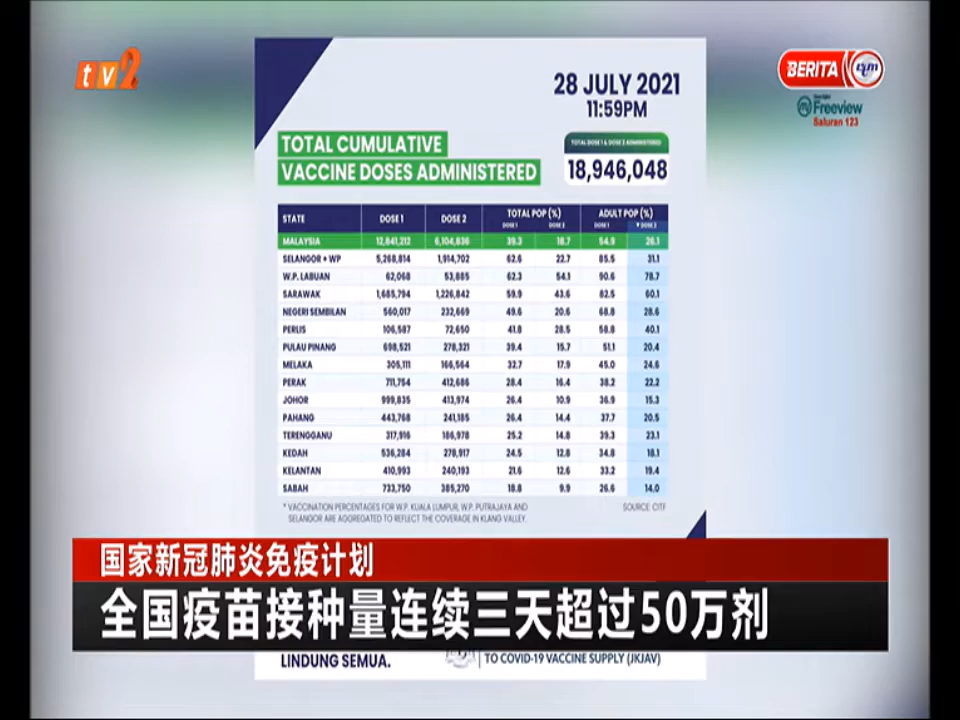 tv2
BERITA rtm
Freeview
Saluran 123
28 JULY 2021
11:59PM
TOTAL CUMULATIVE
VACCINE DOSES ADMINISTERED
TOTAL DOSE 1 & DOSE 2 ADMINISTERED
18,946,048
STATE DOSE 1 DOSE 2 TOTAL POP (%) ADULT POP (%)
DOSE 1 DOSE 2 DOSE 1 ▼ DOSE 2
MALAYSIA 12,841,212 6,104,836 39.3 18.7 54.9 26.1
SELANGOR + WP 5,268,814 1,914,702 62.6 22.7 85.5 31.1
W.P. LABUAN 62,068 53,885 62.3 54.1 90.6 78.7
SARAWAK 1,685,794 1,226,842 59.9 43.6 82.5 60.1
NEGERI SEMBILAN 560,017 232,669 49.6 20.6 68.8 28.6
PERLIS 106,587 72,650 41.8 28.5 58.8 40.1
PULAU PINANG 698,521 278,321 39.4 15.7 51.1 20.4
MELAKA 305,111 166,564 32.7 17.9 45.0 24.6
PERAK 711,754 412,686 28.4 16.4 38.2 22.2
JOHOR 999,835 413,974 26.4 10.9 36.9 15.3
PAHANG 443,768 241,185 26.4 14.4 37.7 20.5
TERENGGANU 317,916 186,978 25.2 14.8 39.3 23.1
KEDAH 536,284 278,917 24.5 12.8 34.8 18.1
KELANTAN 410,993 240,193 21.6 12.6 33.2 19.4
SABAH 733,750 385,270 18.8 9.9 26.6 14.0
* VACCINATION PERCENTAGES FOR W.P. KUALA LUMPUR, W.P. PUTRAJAYA AND
SELANGOR ARE AGGREGATED TO REFLECT THE COVERAGE IN KLANG VALLEY.
SOURCE: CITF
国家新冠肺炎免疫计划
全国疫苗接种量连续三天超过50万剂
LINDUNG SEMUA.
TO COVID-19 VACCINE SUPPLY (JKJAV)